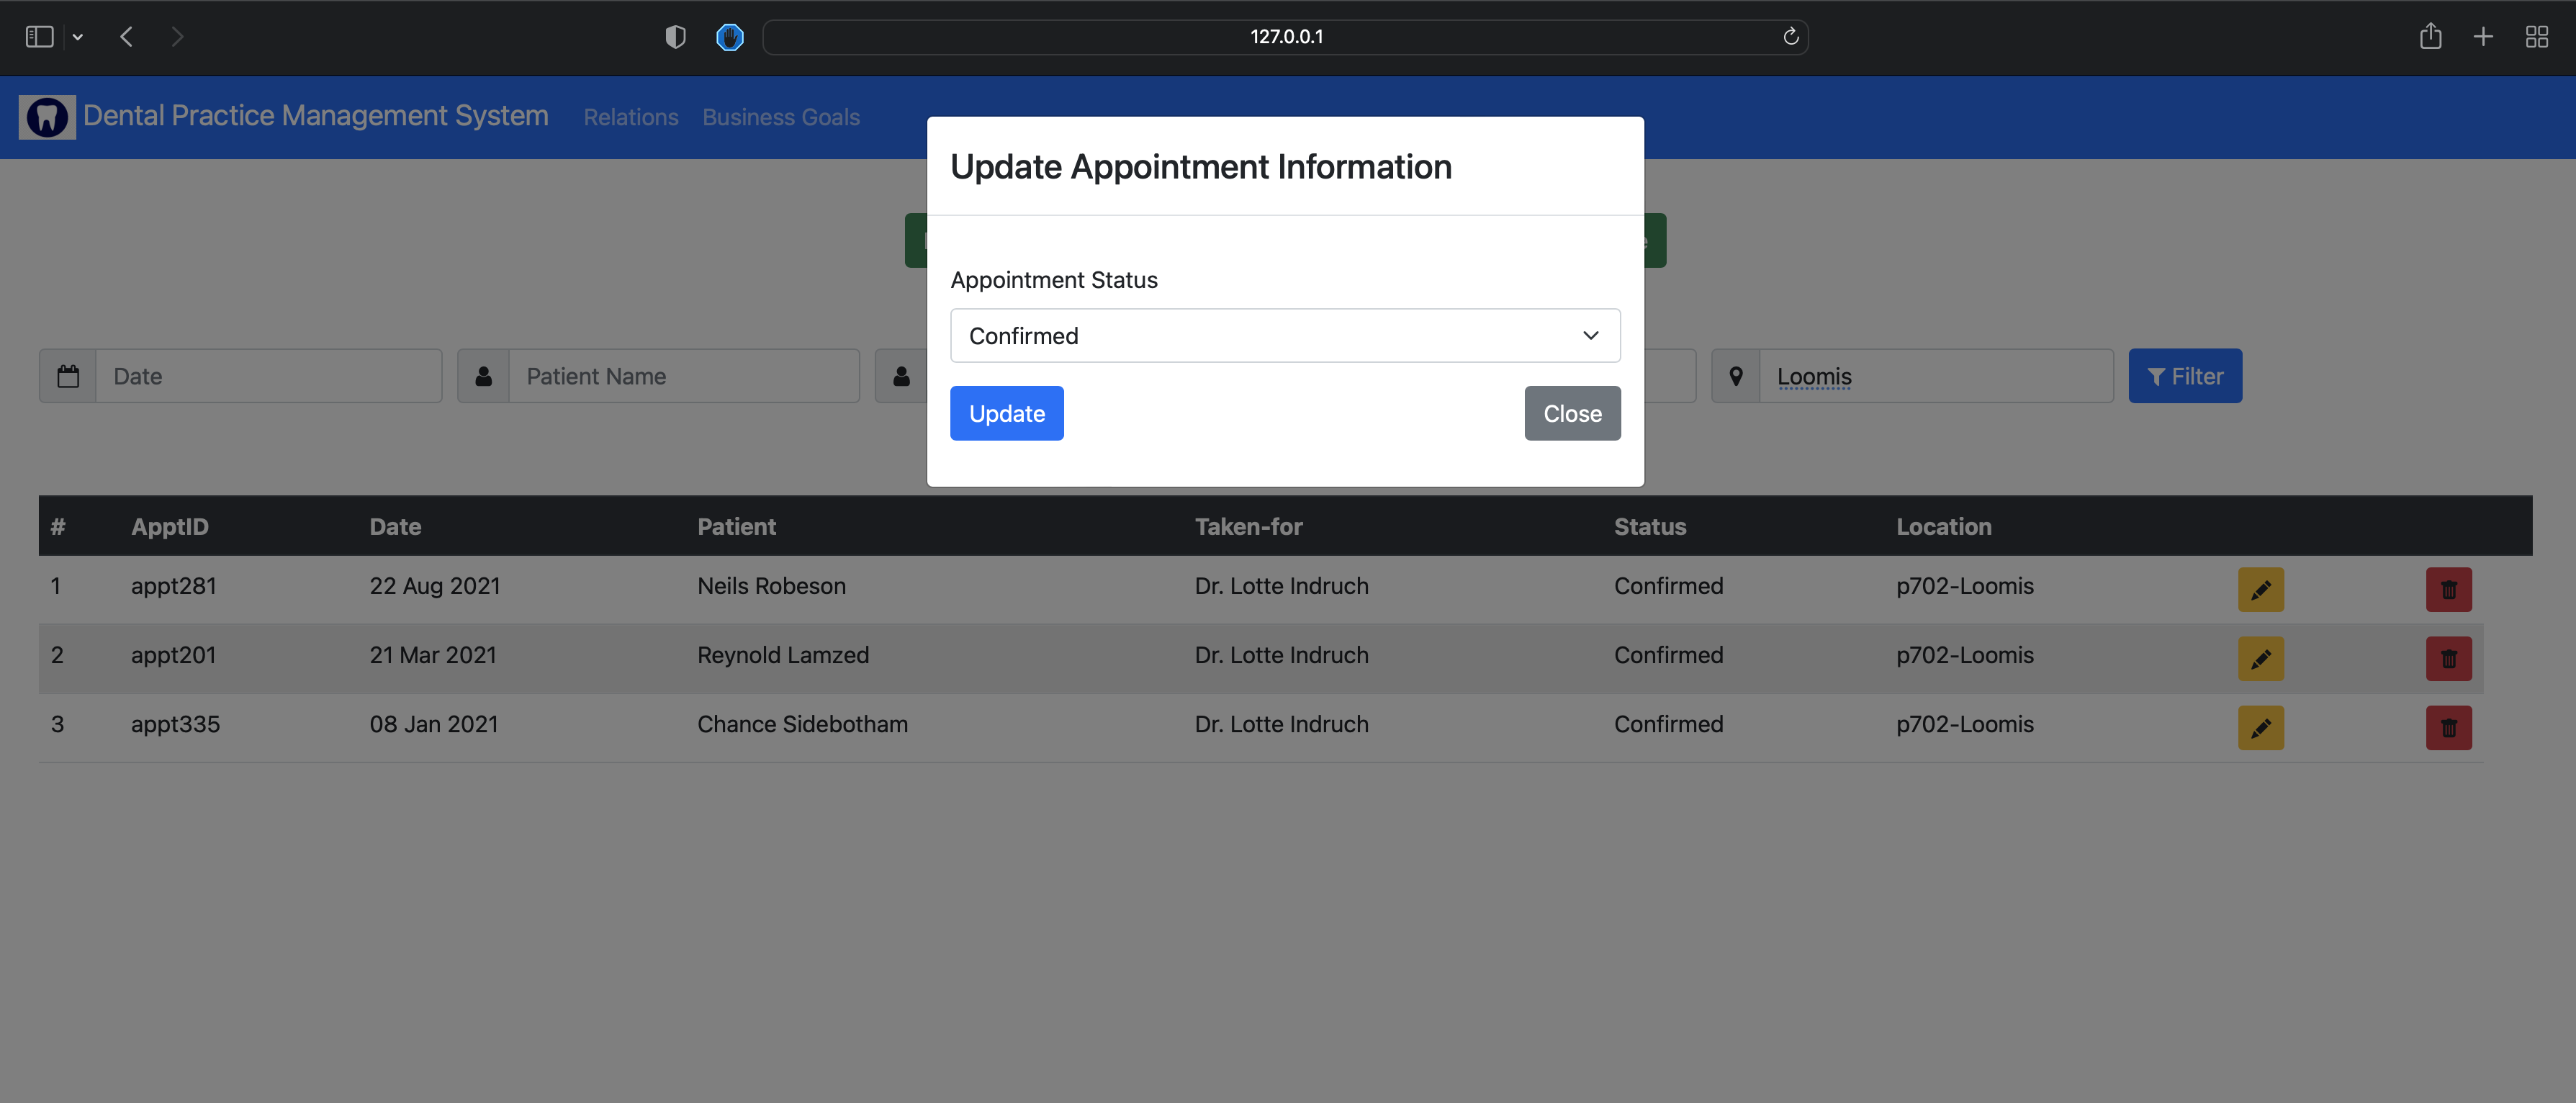 127.0.0.1
Dental Practice Management System Relations Business Goals
Update Appointment Information
Appointment Status
Confirmed
Date Patient Name Loomis Filter
Update Close
# ApptID Date Patient Taken-for Status Location
1 appt281 22 Aug 2021 Neils Robeson Dr. Lotte Indruch Confirmed p702-Loomis
2 appt201 21 Mar 2021 Reynold Lamzed Dr. Lotte Indruch Confirmed p702-Loomis
3 appt335 08 Jan 2021 Chance Sidebotham Dr. Lotte Indruch Confirmed p702-Loomis